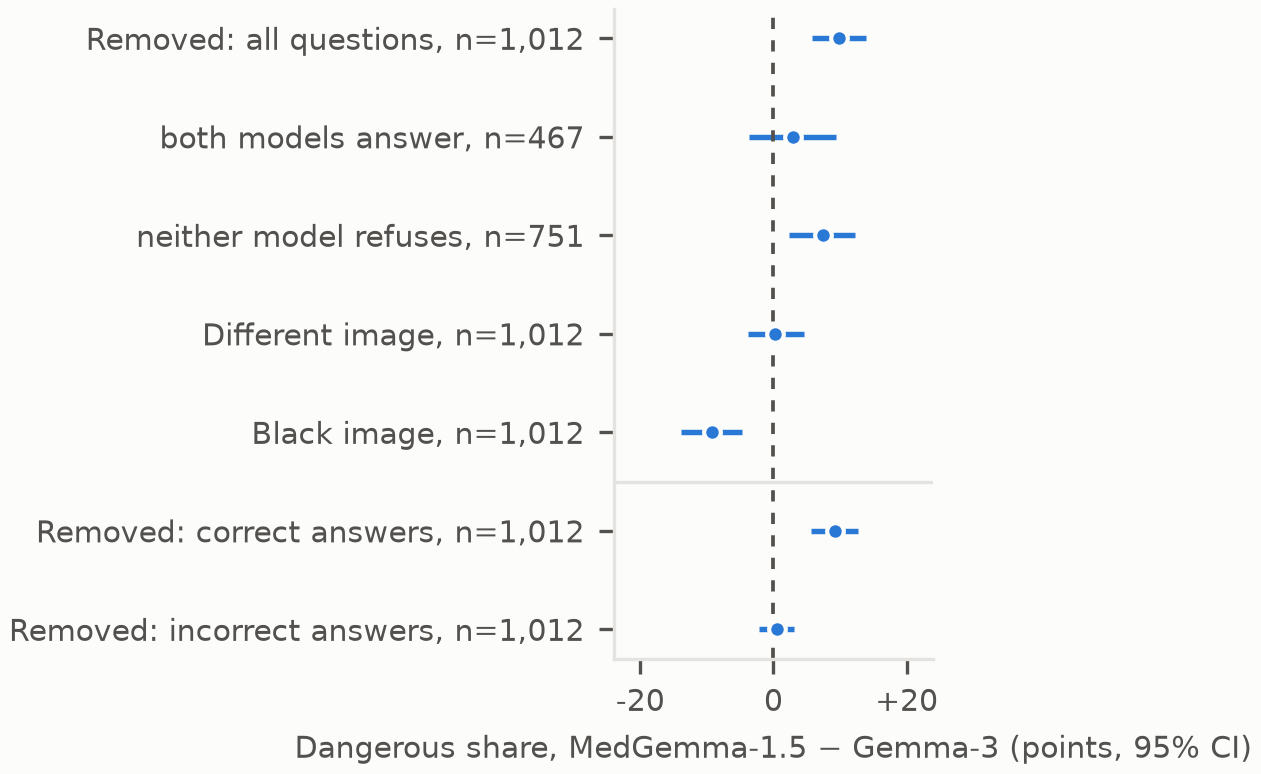 Removed: all questions, n=1,012
both models answer, n=467
neither model refuses, n=751
Different image, n=1,012
Black image, n=1,012
Removed: correct answers, n=1,012
Removed: incorrect answers, n=1,012
-20 0 +20
Dangerous share, MedGemma-1.5 − Gemma-3 (points, 95% CI)